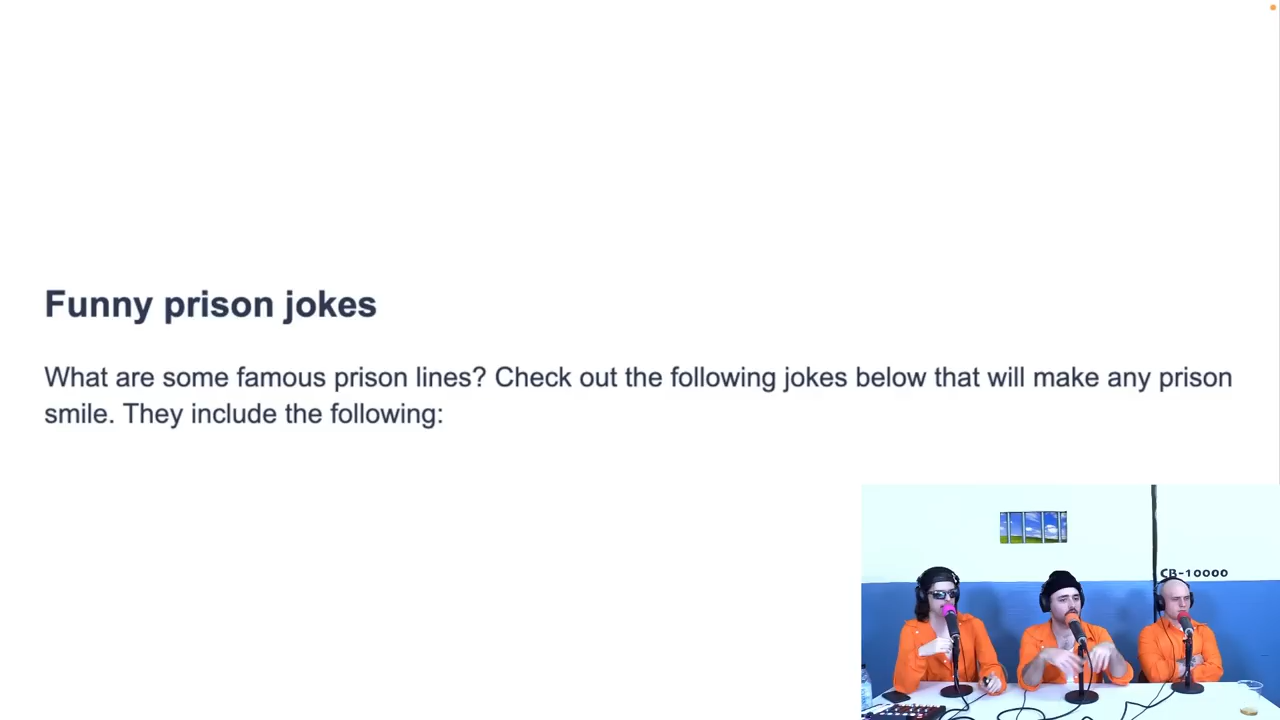 Funny prison jokes
What are some famous prison lines? Check out the following jokes below that will make any prison
smile. They include the following:
CB-10000